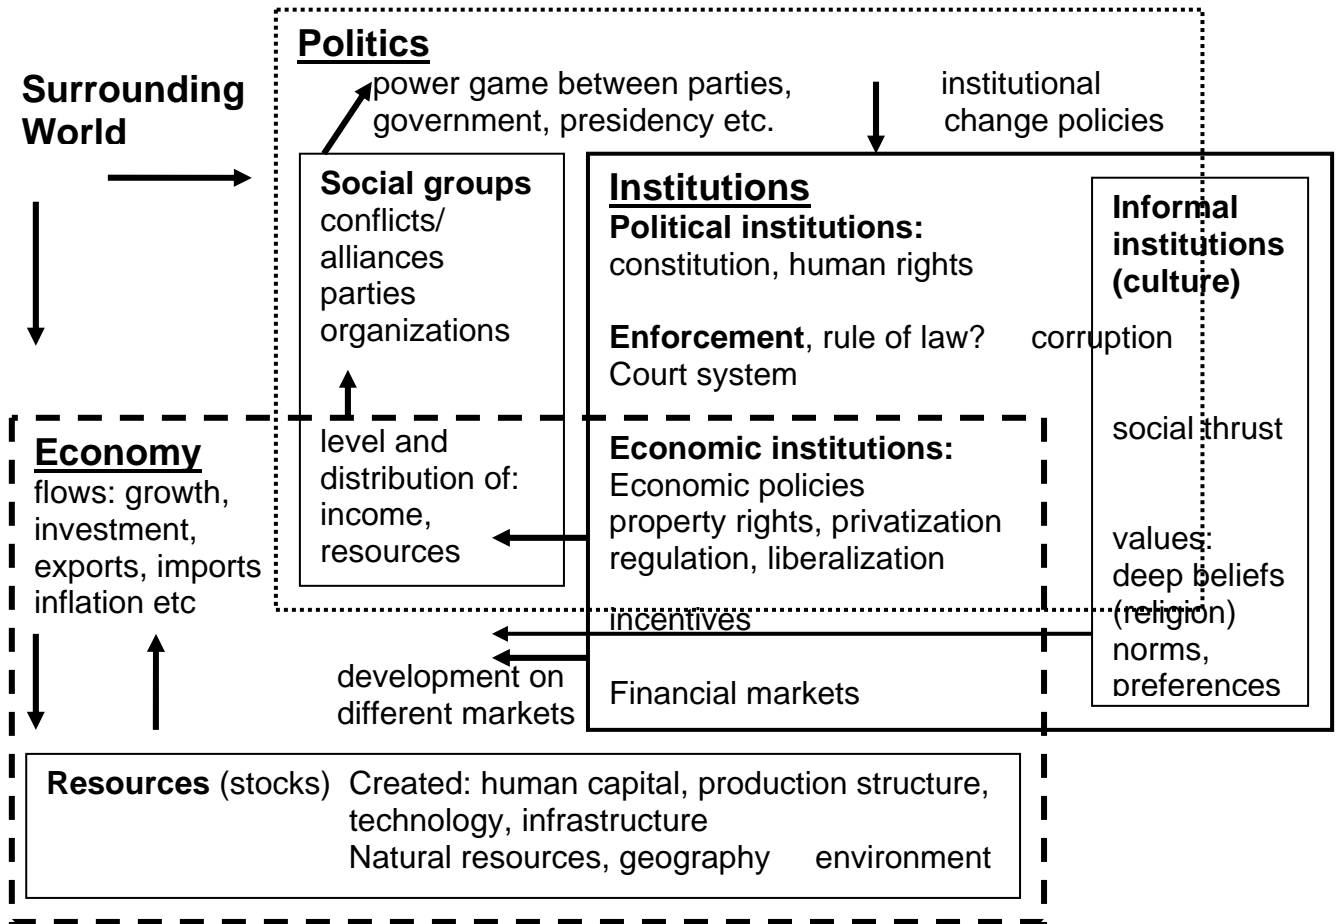 Politics
Surrounding
World
power game between parties,
government, presidency etc.
institutional
change policies
Social groups
conflicts/
alliances
parties
organizations
level and
distribution of:
income,
resources
Institutions
Political institutions:
constitution, human rights
Enforcement, rule of law? corruption
Court system
Economic institutions:
Economic policies
property rights, privatization
regulation, liberalization
incentives
Financial markets
Informal
institutions
(culture)
social thrust
values:
deep beliefs
(religion)
norms,
preferences
Economy
flows: growth,
investment,
exports, imports
inflation etc
development on
different markets
Resources (stocks) Created: human capital, production structure,
technology, infrastructure
Natural resources, geography environment